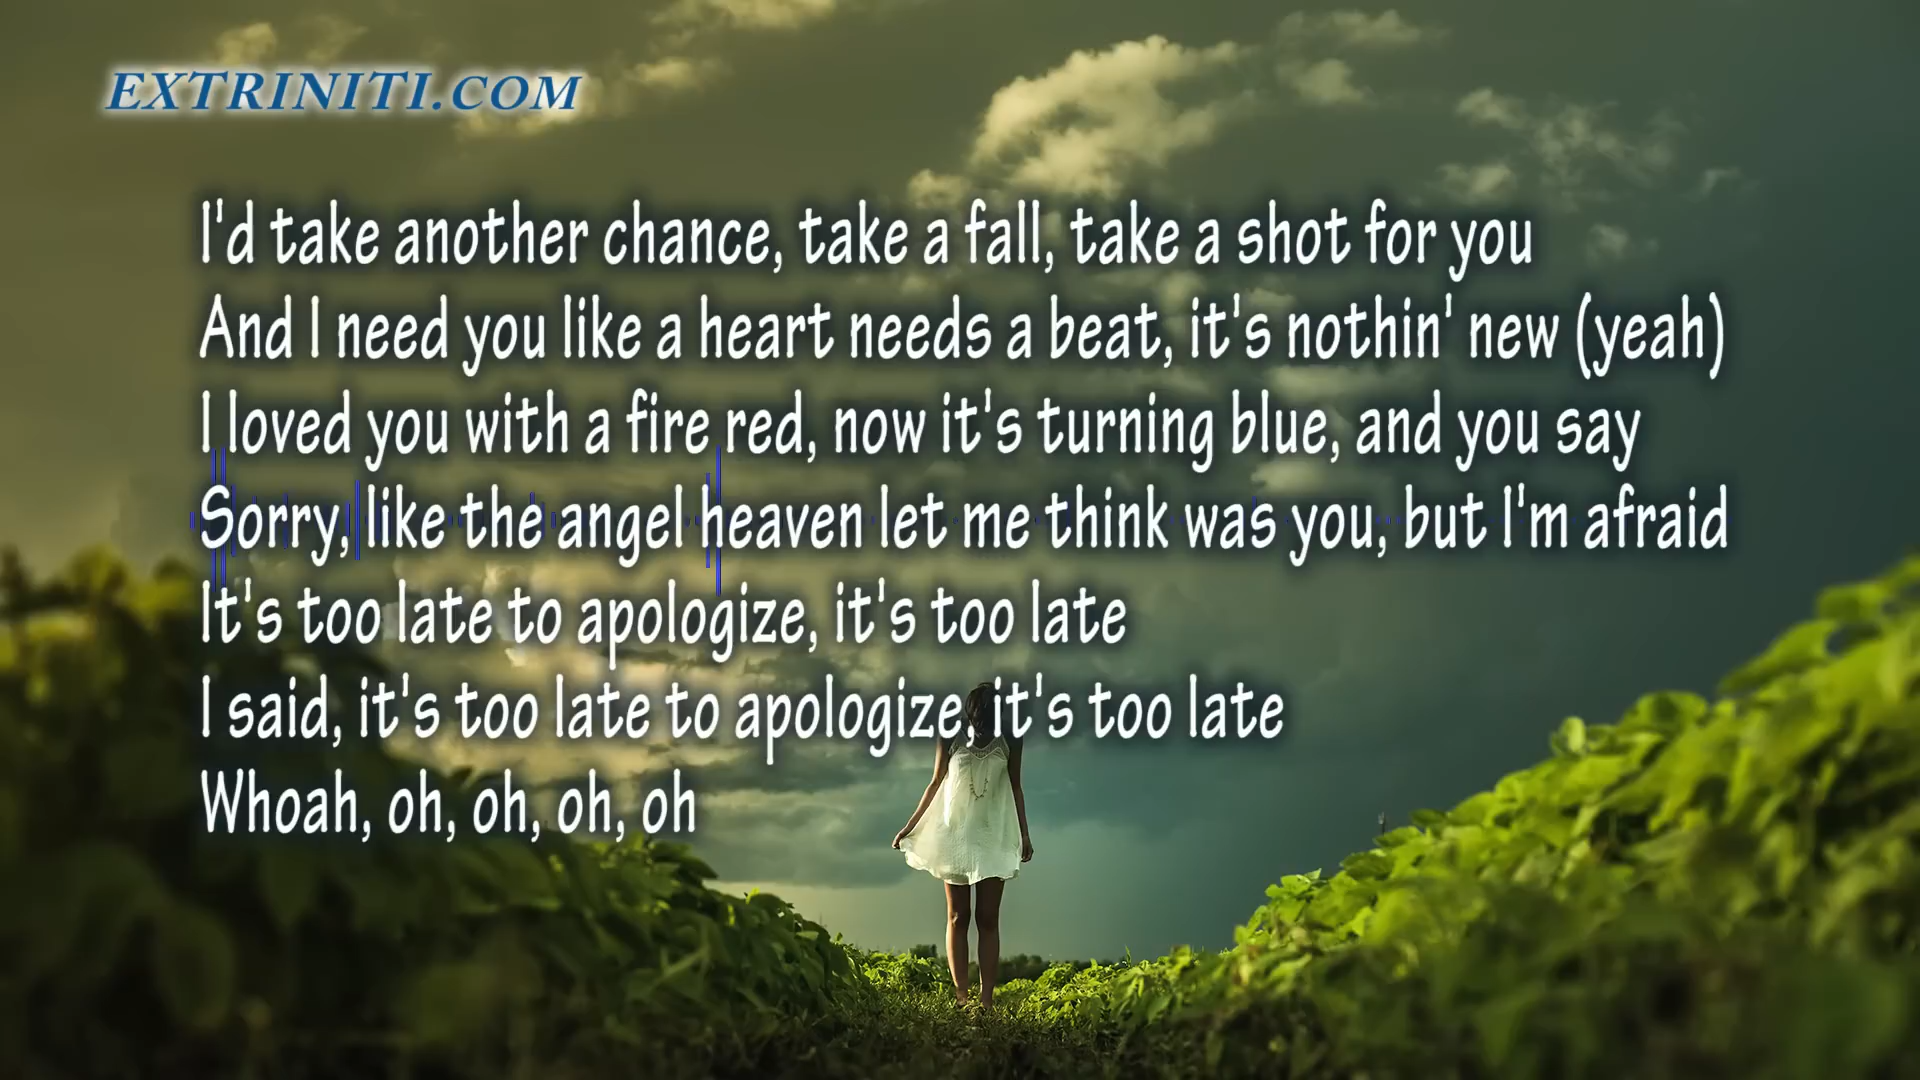 EXTRINITI.COM
I'd take another chance, take a fall, take a shot for you
And I need you like a heart needs a beat, it's nothin' new (yeah)
I loved you with a fire red, now it's turning blue, and you say
Sorry, like the angel heaven let me think was you, but I'm afraid
It's too late to apologize, it's too late
I said, it's too late to apologize, it's too late
Whoah, oh, oh, oh, oh